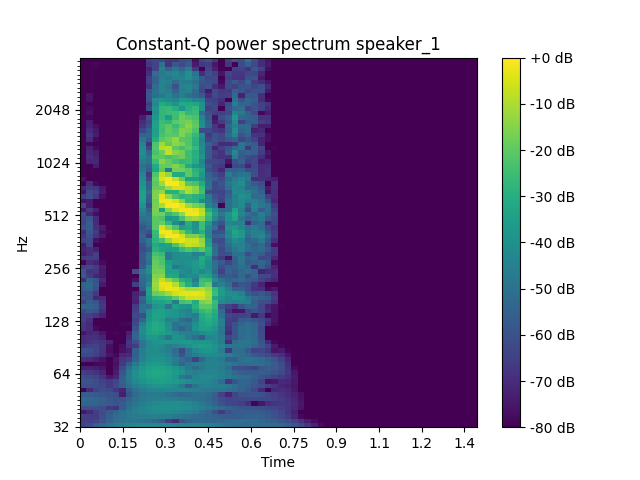 Constant-Q power spectrum speaker_1
Hz
2048
1024
512
256
128
64
32
0 0.15 0.3 0.45 0.6 0.75 0.9 1.1 1.2 1.4
Time
+0 dB
-10 dB
-20 dB
-30 dB
-40 dB
-50 dB
-60 dB
-70 dB
-80 dB